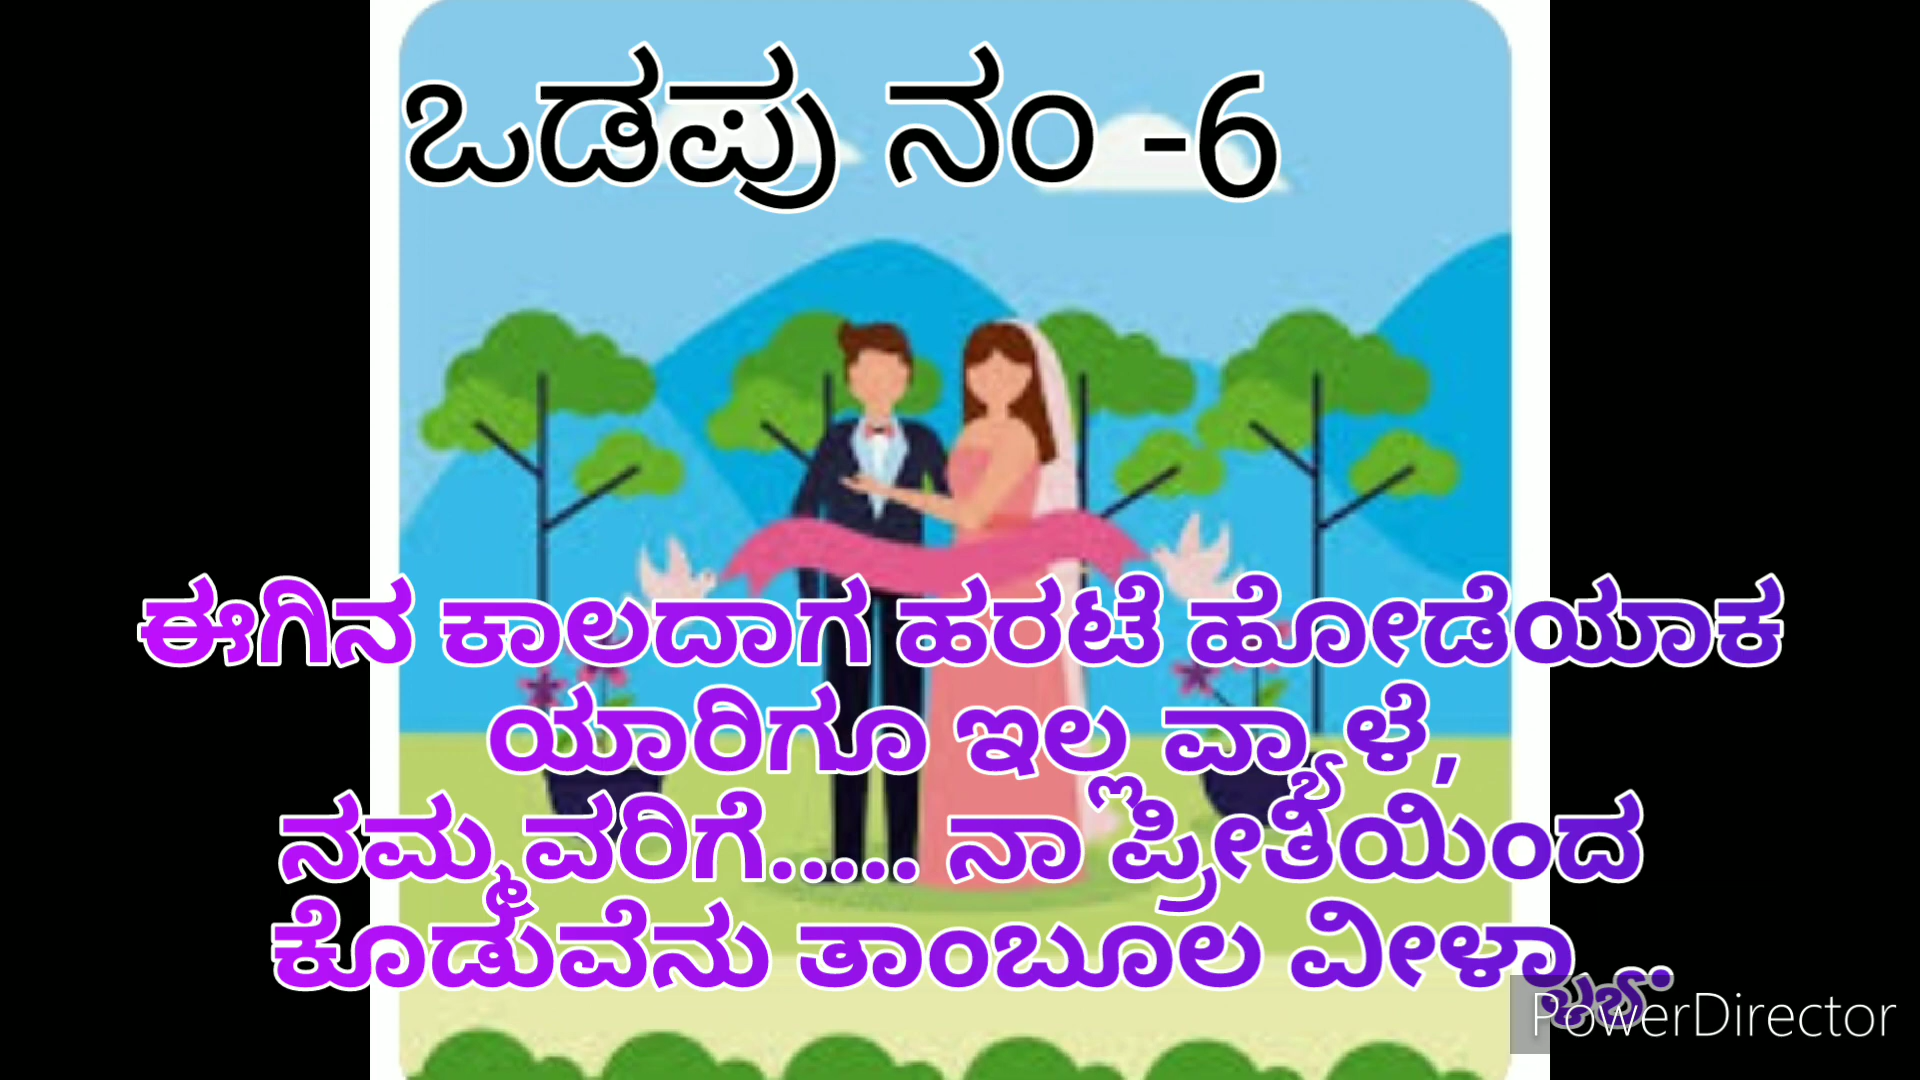 ಒಡಪು ನಂ -6
ಈಗಿನ ಕಾಲದಾಗ ಹರಟೆ ಹೋಡೆಯಾಕ
ಯಾರಿಗೂ ಇಲ್ಲ ವ್ಯಾಳೆ,
ನಮ್ಮವರಿಗೆ..... ನಾ ಪ್ರೀತಿಯಿಂದ
ಕೊಡುವೆನು ತಾಂಬೂಲ
PowerDirector